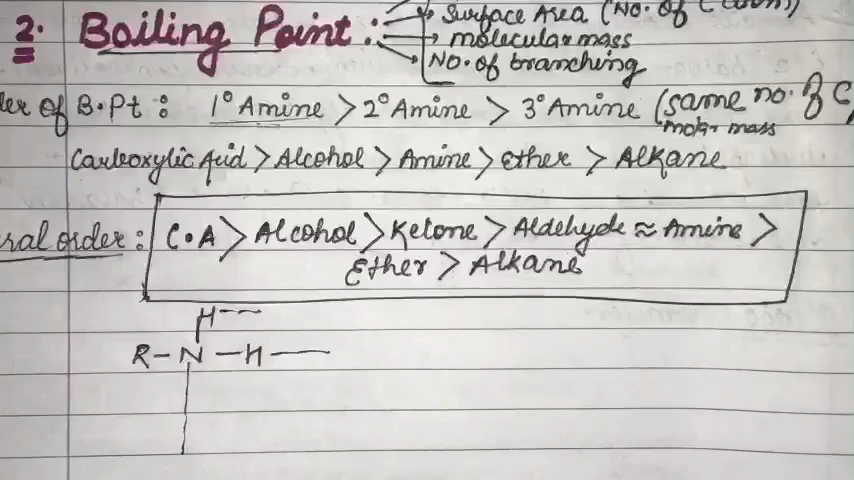 2. Boiling Point :
Surface Area (No. of C
→ molecular mass
No. of branching
of B.Pt : 1° Amine > 2° Amine > 3° Amine (same no. of C
molar mass
Carboxylic Acid > Alcohol > Amine > Ether > Alkane
ral order : C.A > Alcohol > Ketone > Aldehyde ≈ Amine >
Ether > Alkane
H---
R-N-H—